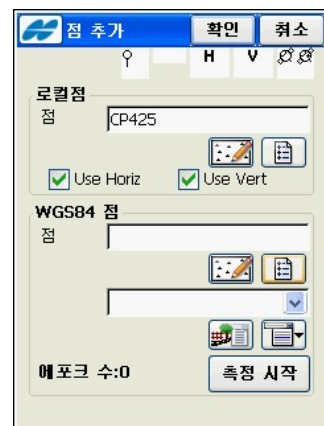 점 추가 확인 취소
H V
로컬점
점 CP425
Use Horiz Use Vert
WGS84 점
점
에포크 수:0 측정 시작